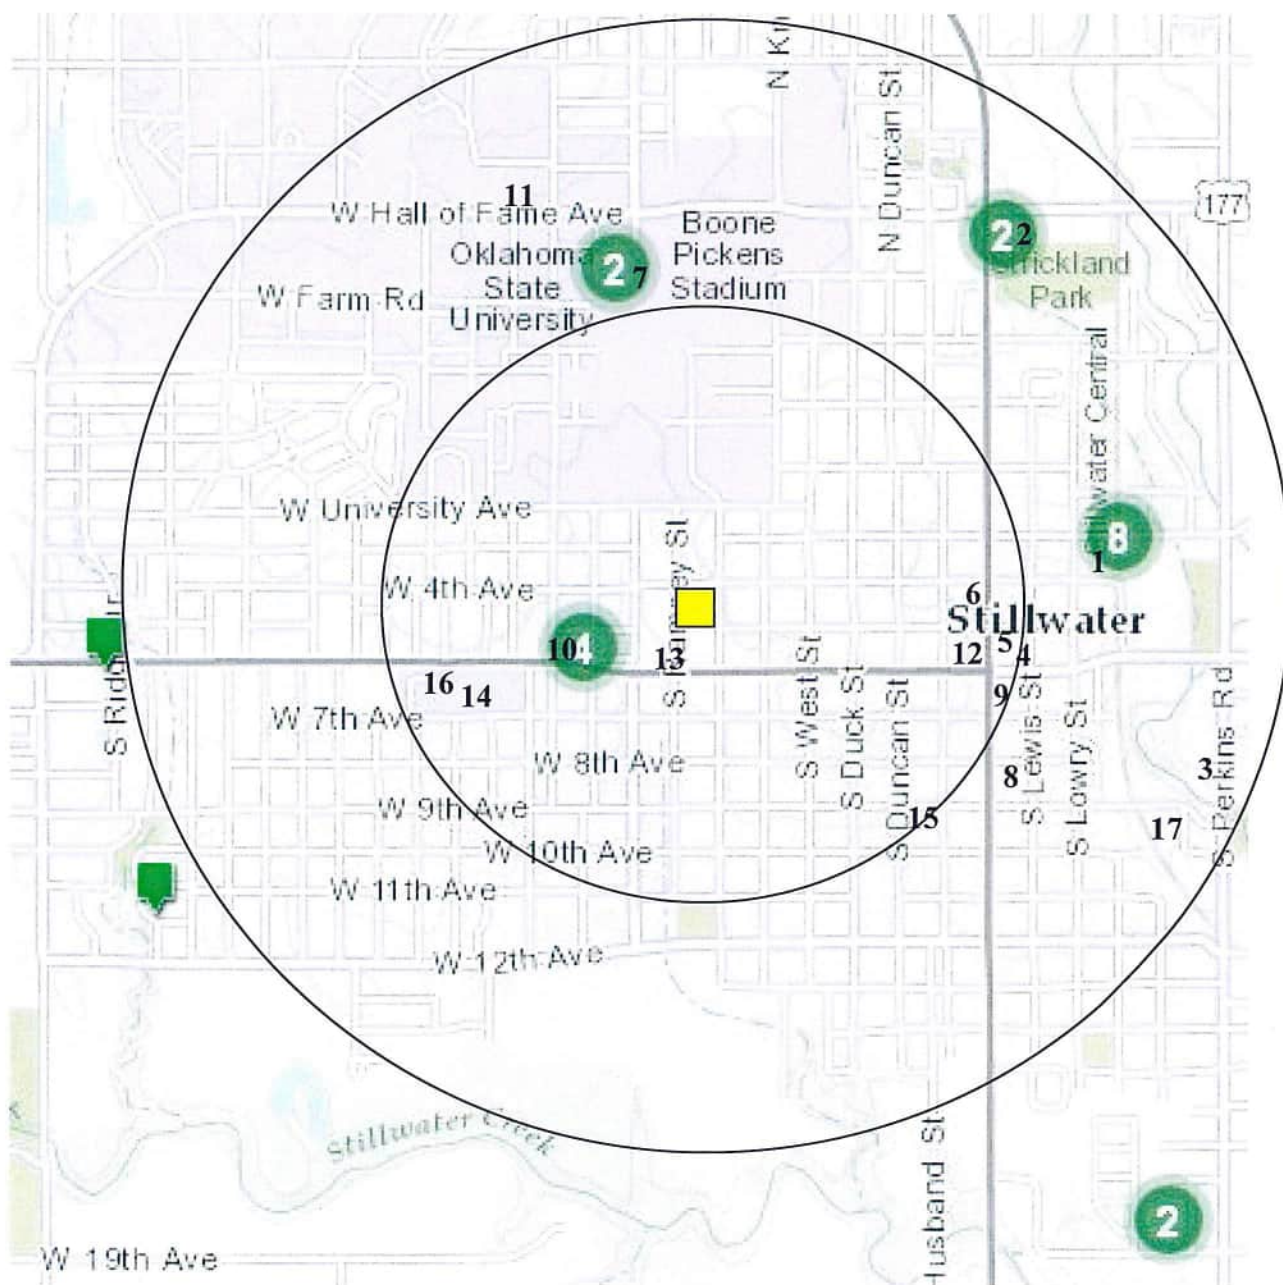 N Duncan St
11
W Hall of Fame Ave
177
Boone
Pickens
Stadium
2
2
Strickland
Park
Oklahoma
State
University
2
7
W Farm Rd
Stillwater Central
W University Ave
8
1
W 4th Ave
6
Stillwater
5
4
12
10
4
13
16
14
9
W 7th Ave
S West St
S Duck St
S Duncan St
S Lewis St
S Lowry St
S Perkins Rd
W 8th Ave
8
3
W 9th Ave
15
17
W 10th Ave
W 11th Ave
W 12th Ave
Stillwater Creek
Husband St
2
W 19th Ave